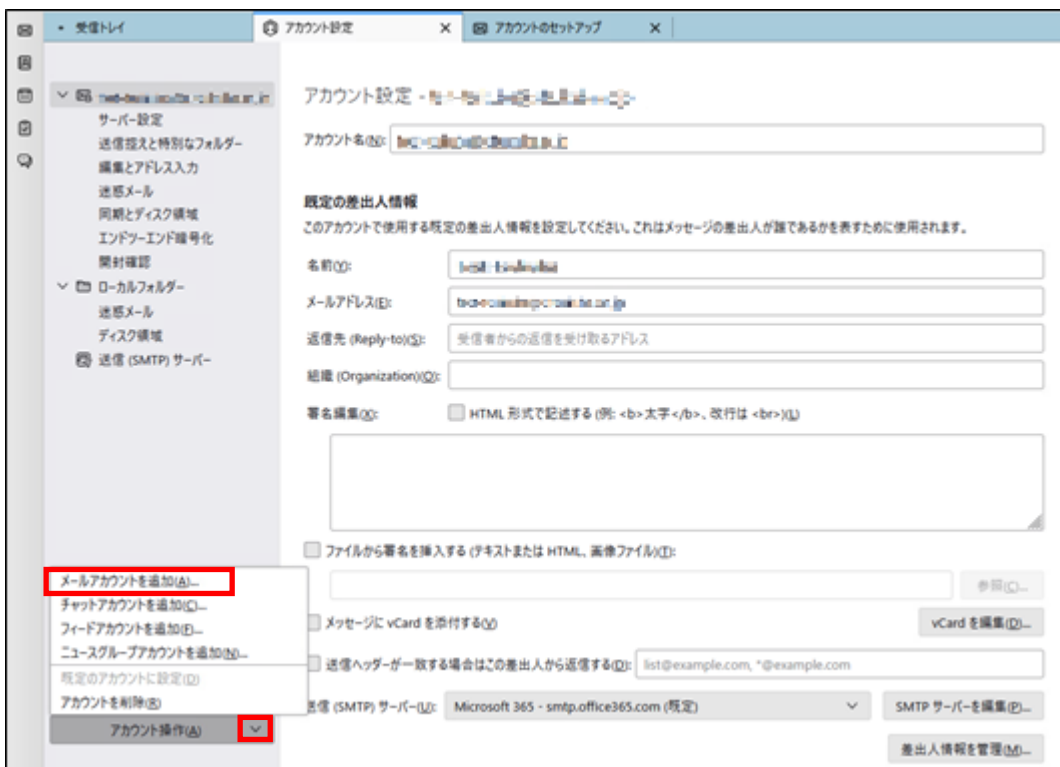 受信トレイ
アカウント設定
アカウントのセットアップ
サーバー設定
送信控えと特別なフォルダー
編集とアドレス入力
迷惑メール
同期とディスク領域
エンドツーエンド暗号化
開封確認
ローカルフォルダー
迷惑メール
ディスク領域
送信 (SMTP) サーバー
メールアカウントを追加(A)...
チャットアカウントを追加(C)...
フィードアカウントを追加(F)...
ニュースグループアカウントを追加(N)...
既定のアカウントに設定(D)
アカウントを削除(R)
アカウント操作(A)
アカウント設定 -
アカウント名(N):
既定の差出人情報
このアカウントで使用する既定の差出人情報を設定してください。これはメッセージの差出人が誰であるかを表すために使用されます。
名前(Y):
メールアドレス(E):
返信先 (Reply-to)(S): 受信者からの返信を受け取るアドレス
組織 (Organization)(O):
署名編集(X): HTML 形式で記述する (例: <b>太字</b>、改行は <br>)(L)
ファイルから署名を挿入する (テキストまたは HTML、画像ファイル)(T):
参照(C)...
メッセージに vCard を添付する(V) vCard を編集(D)...
送信ヘッダーが一致する場合はこの差出人から返信する(D): list@example.com, *@example.com
送信 (SMTP) サーバー(U): Microsoft 365 - smtp.office365.com (既定) SMTP サーバーを編集(P)...
差出人情報を管理(M)...